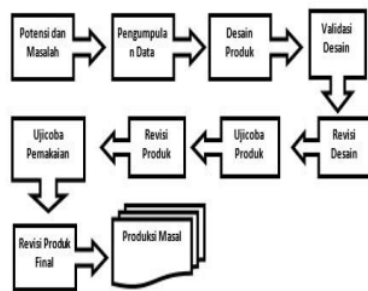 Potensi dan
Masalah
Pengumpula
n Data
Desain
Produk
Validasi
Desain
Revisi
Desain
Ujicoba
Produk
Revisi
Produk
Ujicoba
Pemakaian
Revisi Produk
Final
Produksi Masal